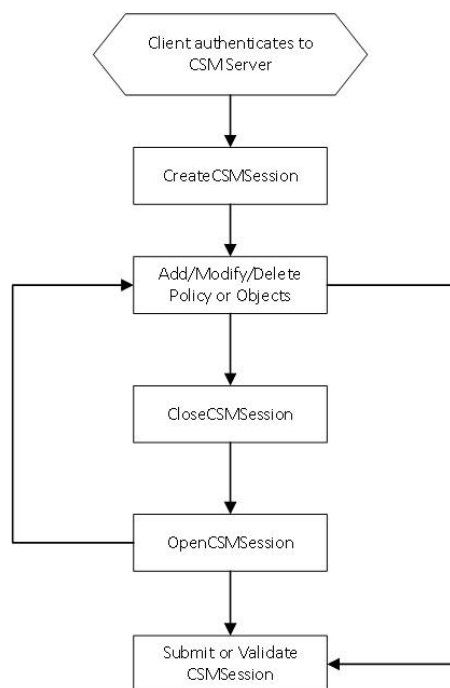 Client authenticates to
CSM Server
CreateCSMSession
Add/Modify/Delete
Policy or Objects
CloseCSMSession
OpenCSMSession
Submit or Validate
CSMSession